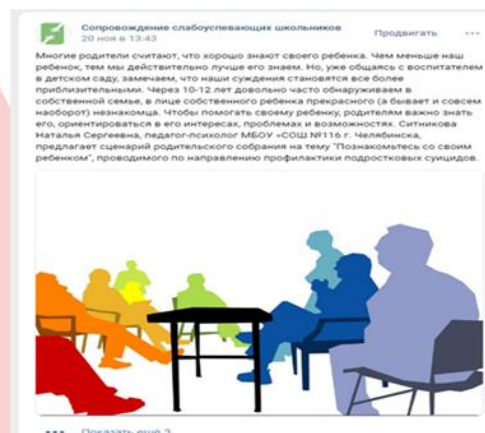 Сопровождение слабоуспевающих школьников
20 ноя в 13:43
Продвигать
Многие родители считают, что хорошо знают своего ребенка. Чем меньше наш
ребенок, тем мы действительно лучше его знаем. Но, уже общаясь с воспитателем
в детском саду, замечаем, что наши суждения становятся все более
приблизительными. Через 10-12 лет довольно часто обнаруживаем в
собственной семье, в лице собственного ребенка прекрасного (а бывает и совсем
наоборот) незнакомца. Чтобы помогать своему ребенку, родителям важно знать
его, ориентироваться в его интересах, проблемах и возможностях. Ситникова
Наталья Сергеевна, педагог-психолог МБОУ «СОШ №116 г. Челябинска,
предлагает сценарий родительского собрания на тему "Познакомьтесь со своим
ребенком", проводимого по направлению профилактики подростковых суицидов.
Показать ещё 2